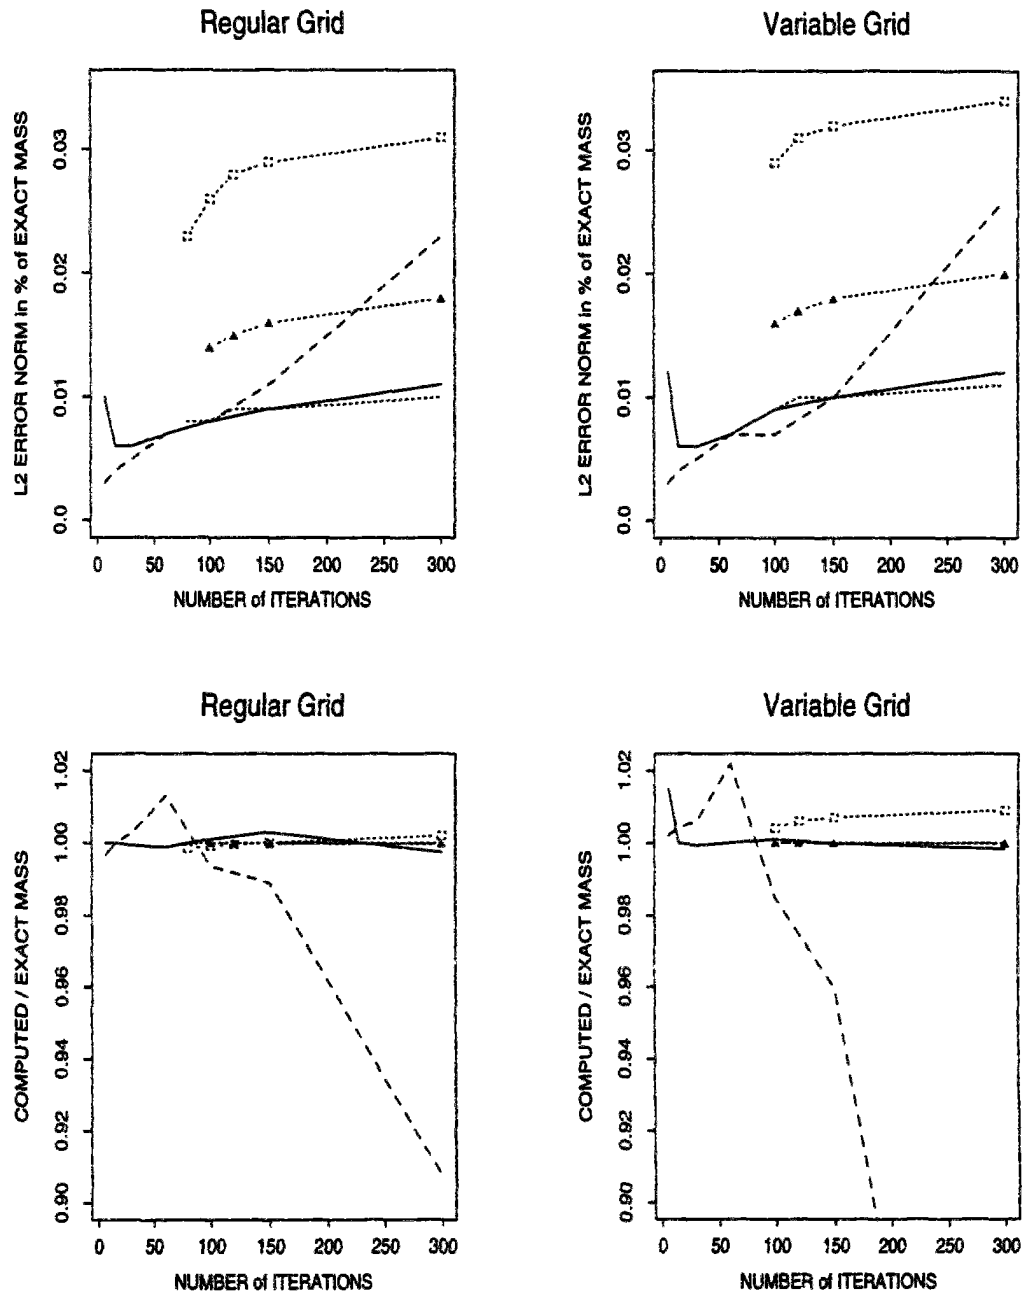 Regular Grid
Variable Grid
L2 ERROR NORM in % of EXACT MASS
0.03
0.02
0.01
0.0
0 50 100 150 200 250 300
NUMBER of ITERATIONS
L2 ERROR NORM in % of EXACT MASS
0.03
0.02
0.01
0.0
0 50 100 150 200 250 300
NUMBER of ITERATIONS
Regular Grid
Variable Grid
COMPUTED / EXACT MASS
1.02
1.00
0.98
0.96
0.94
0.92
0.90
0 50 100 150 200 250 300
NUMBER of ITERATIONS
COMPUTED / EXACT MASS
1.02
1.00
0.98
0.96
0.94
0.92
0.90
0 50 100 150 200 250 300
NUMBER of ITERATIONS